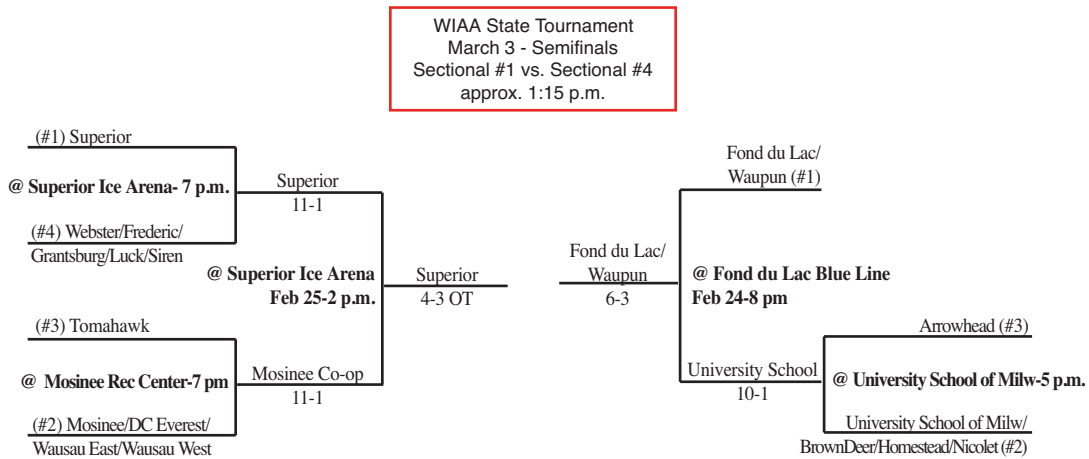 WIAA State Tournament
March 3 - Semifinals
Sectional #1 vs. Sectional #4
approx. 1:15 p.m.
(#1) Superior
@ Superior Ice Arena- 7 p.m.
(#4) Webster/Frederic/
Grantsburg/Luck/Siren
Superior
11-1
@ Superior Ice Arena
Feb 25-2 p.m.
Superior
4-3 OT
(#3) Tomahawk
@ Mosinee Rec Center-7 pm
(#2) Mosinee/DC Everest/
Wausau East/Wausau West
Mosinee Co-op
11-1
Fond du Lac/
Waupun (#1)
Fond du Lac/
Waupun
6-3
@ Fond du Lac Blue Line
Feb 24-8 pm
University School
10-1
Arrowhead (#3)
@ University School of Milw-5 p.m.
University School of Milw/
BrownDeer/Homestead/Nicolet (#2)